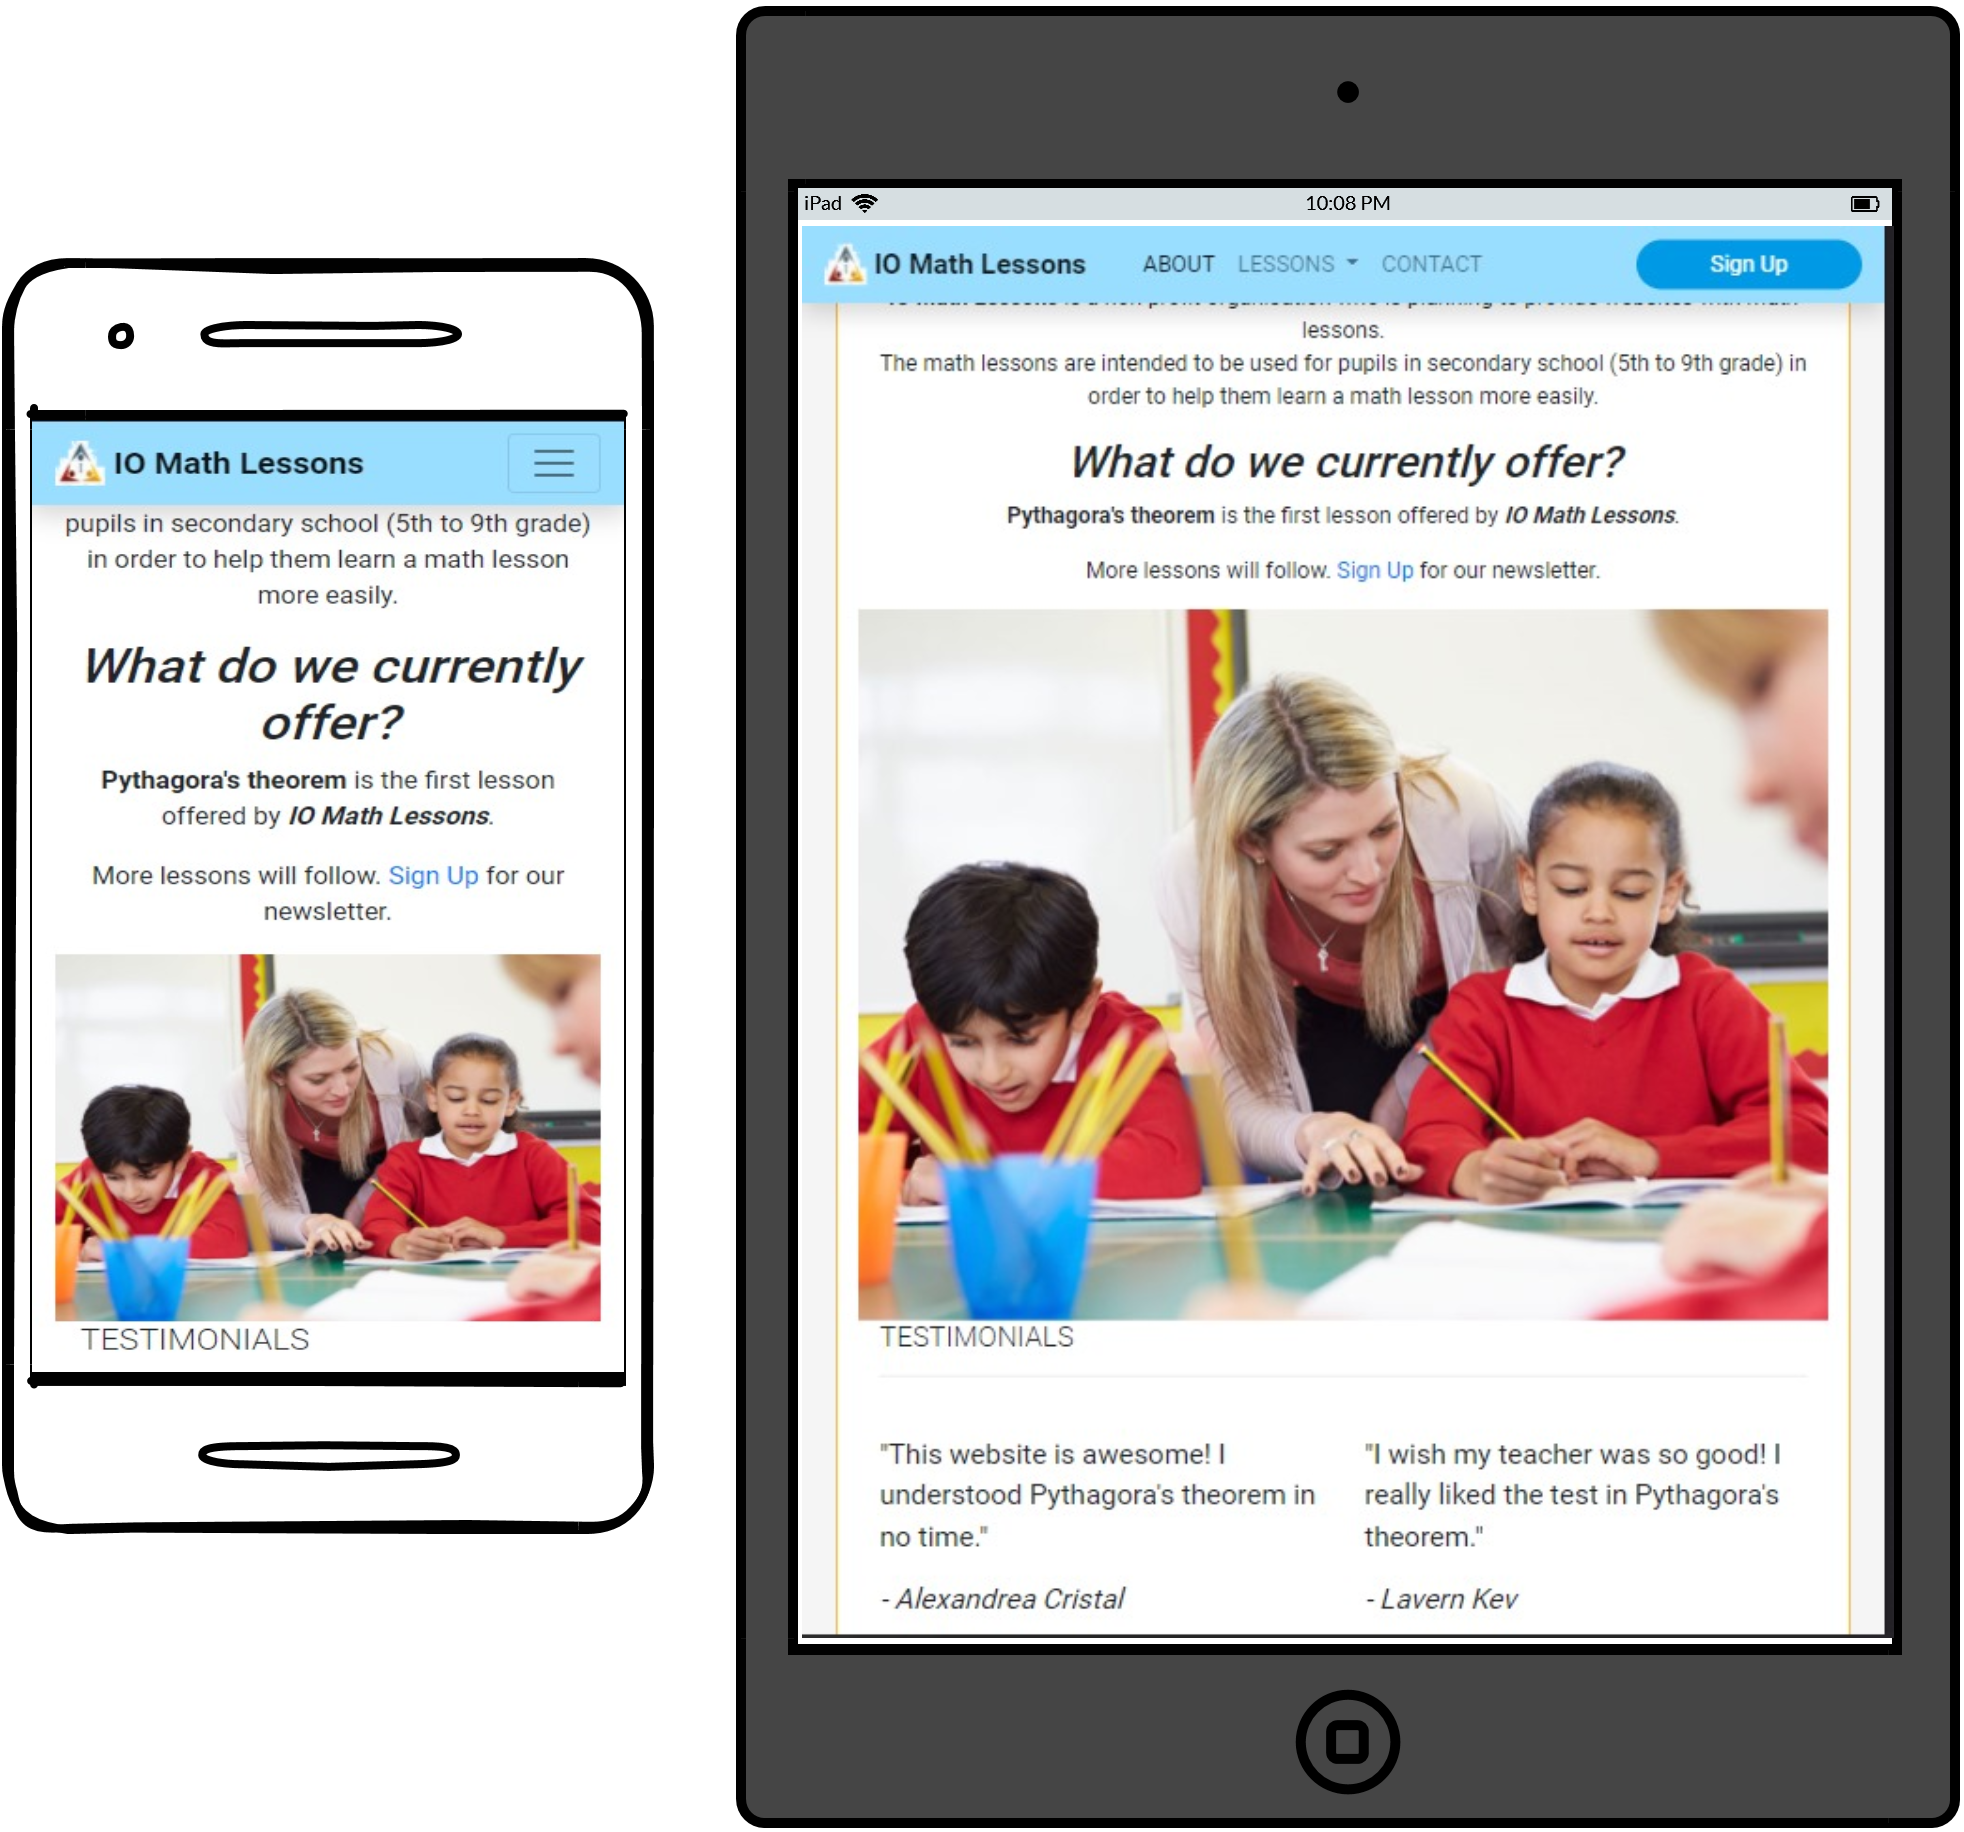 IO Math Lessons
pupils in secondary school (5th to 9th grade)
in order to help them learn a math lesson
more easily.
What do we currently
offer?
Pythagora's theorem is the first lesson
offered by IO Math Lessons.
More lessons will follow. Sign Up for our
newsletter.
TESTIMONIALS
iPad 10:08 PM
IO Math Lessons ABOUT LESSONS CONTACT Sign Up
lessons.
The math lessons are intended to be used for pupils in secondary school (5th to 9th grade) in
order to help them learn a math lesson more easily.
What do we currently offer?
Pythagora's theorem is the first lesson offered by IO Math Lessons.
More lessons will follow. Sign Up for our newsletter.
TESTIMONIALS
"This website is awesome! I
understood Pythagora's theorem in
no time."
- Alexandrea Cristal
"I wish my teacher was so good! I
really liked the test in Pythagora's
theorem."
- Lavern Kev